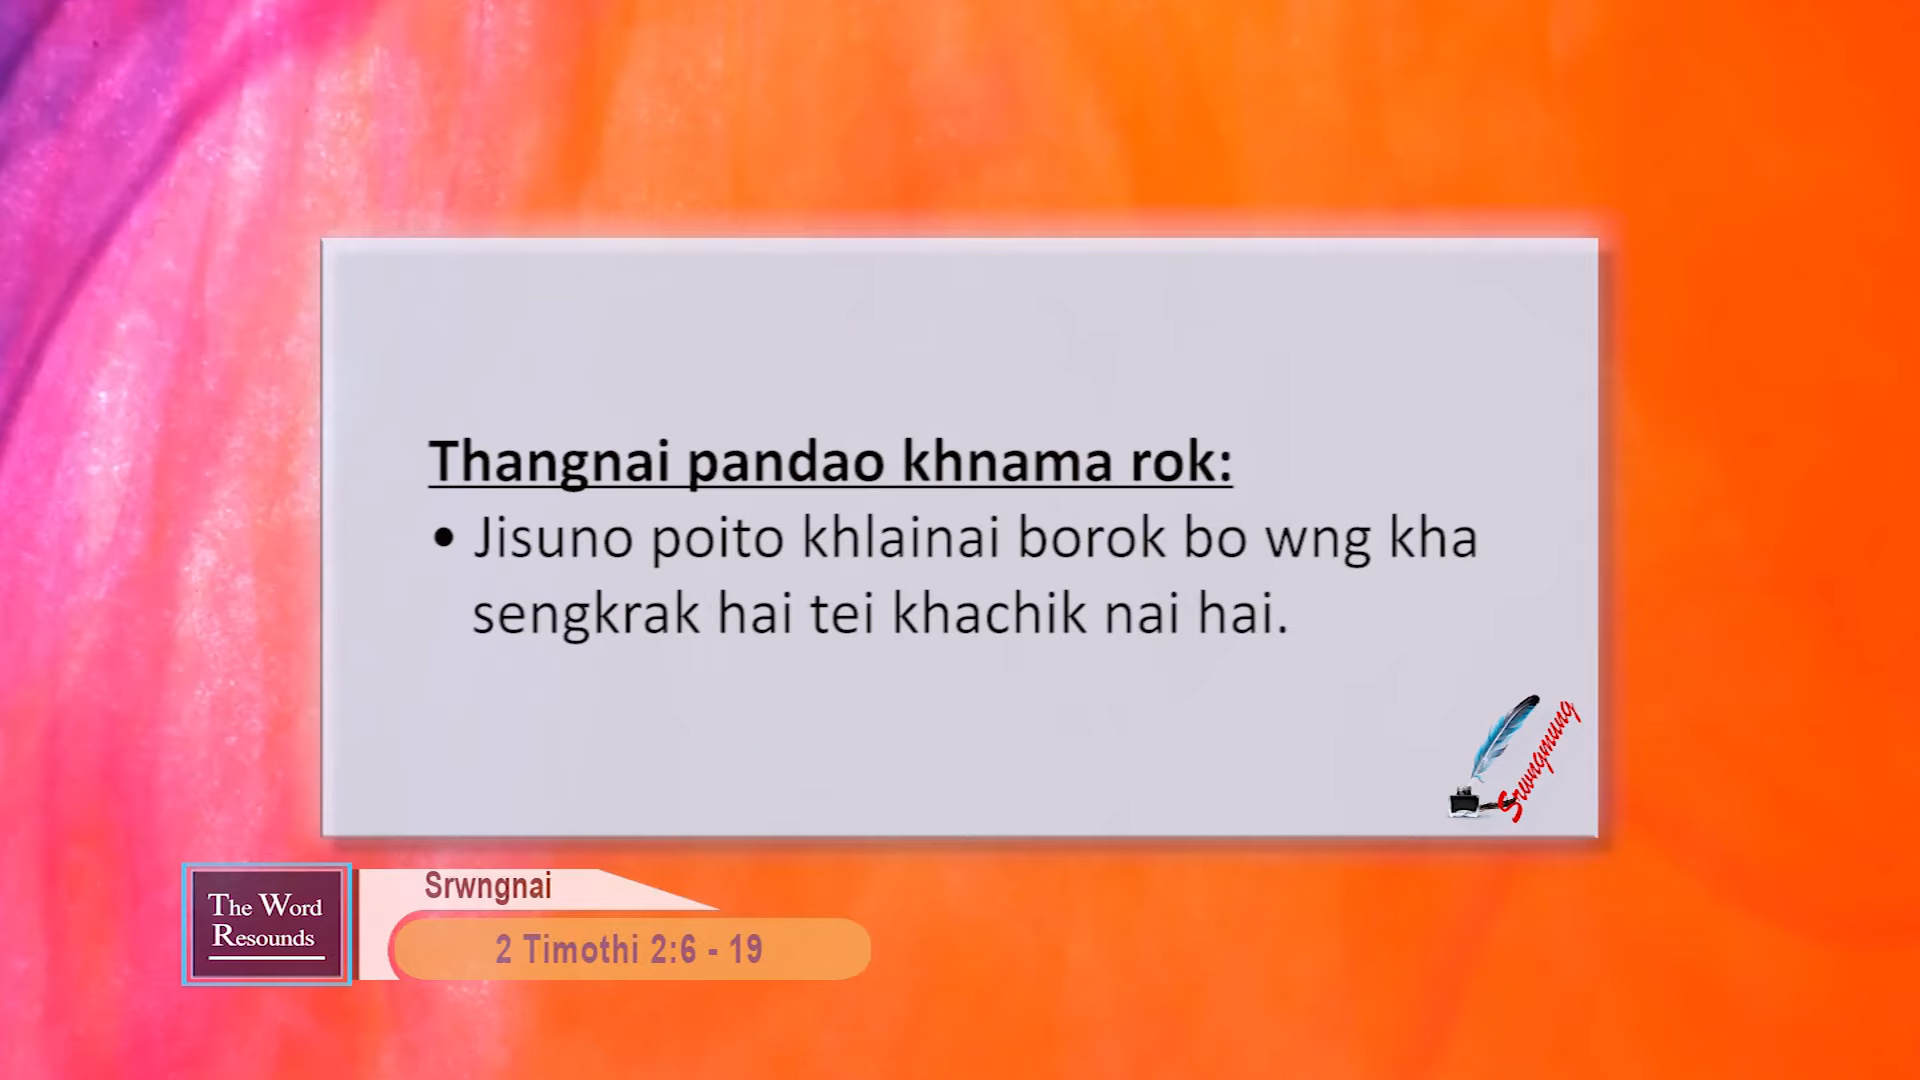 Thangnai pandao khnama rok:
• Jisuno poito khlainai borok bo wng kha
sengkrak hai tei khachik nai hai.
Srwngmung
The Word
Resounds
Srwngnai
2 Timothi 2:6 - 19